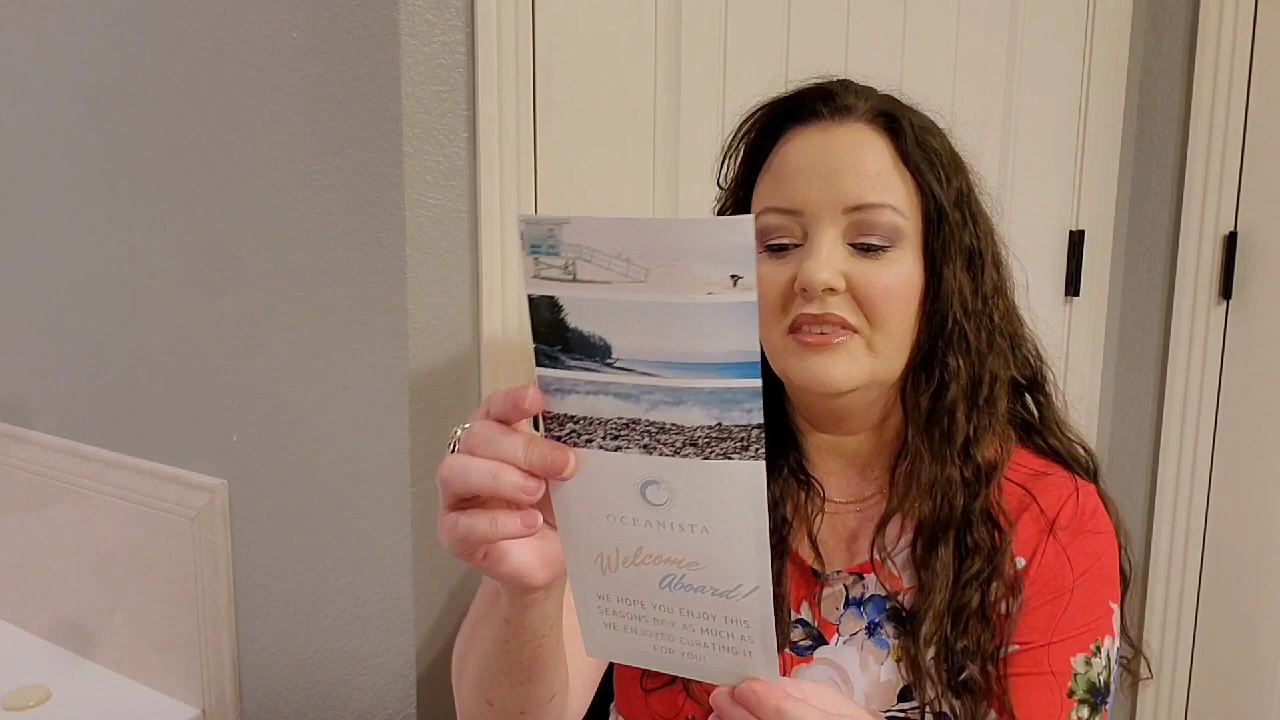 OCEANISTA
Welcome
Aboard!
WE HOPE YOU ENJOY THIS
SEASONS BOX AS MUCH AS
WE ENJOYED CURATING IT
FOR YOU!